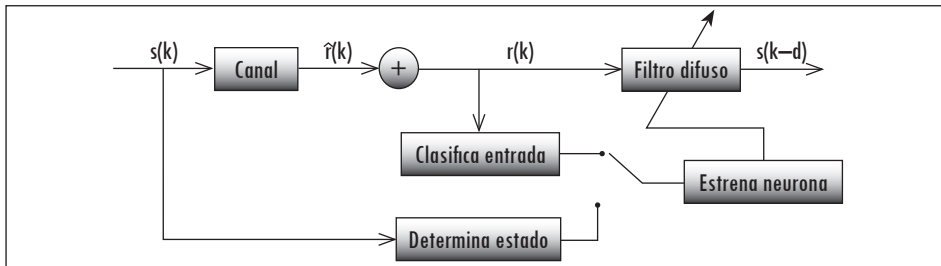 s(k)
Canal
r̂(k)
+
r(k)
Filtro difuso
s(k–d)
Clasifica entrada
Estrena neurona
Determina estado